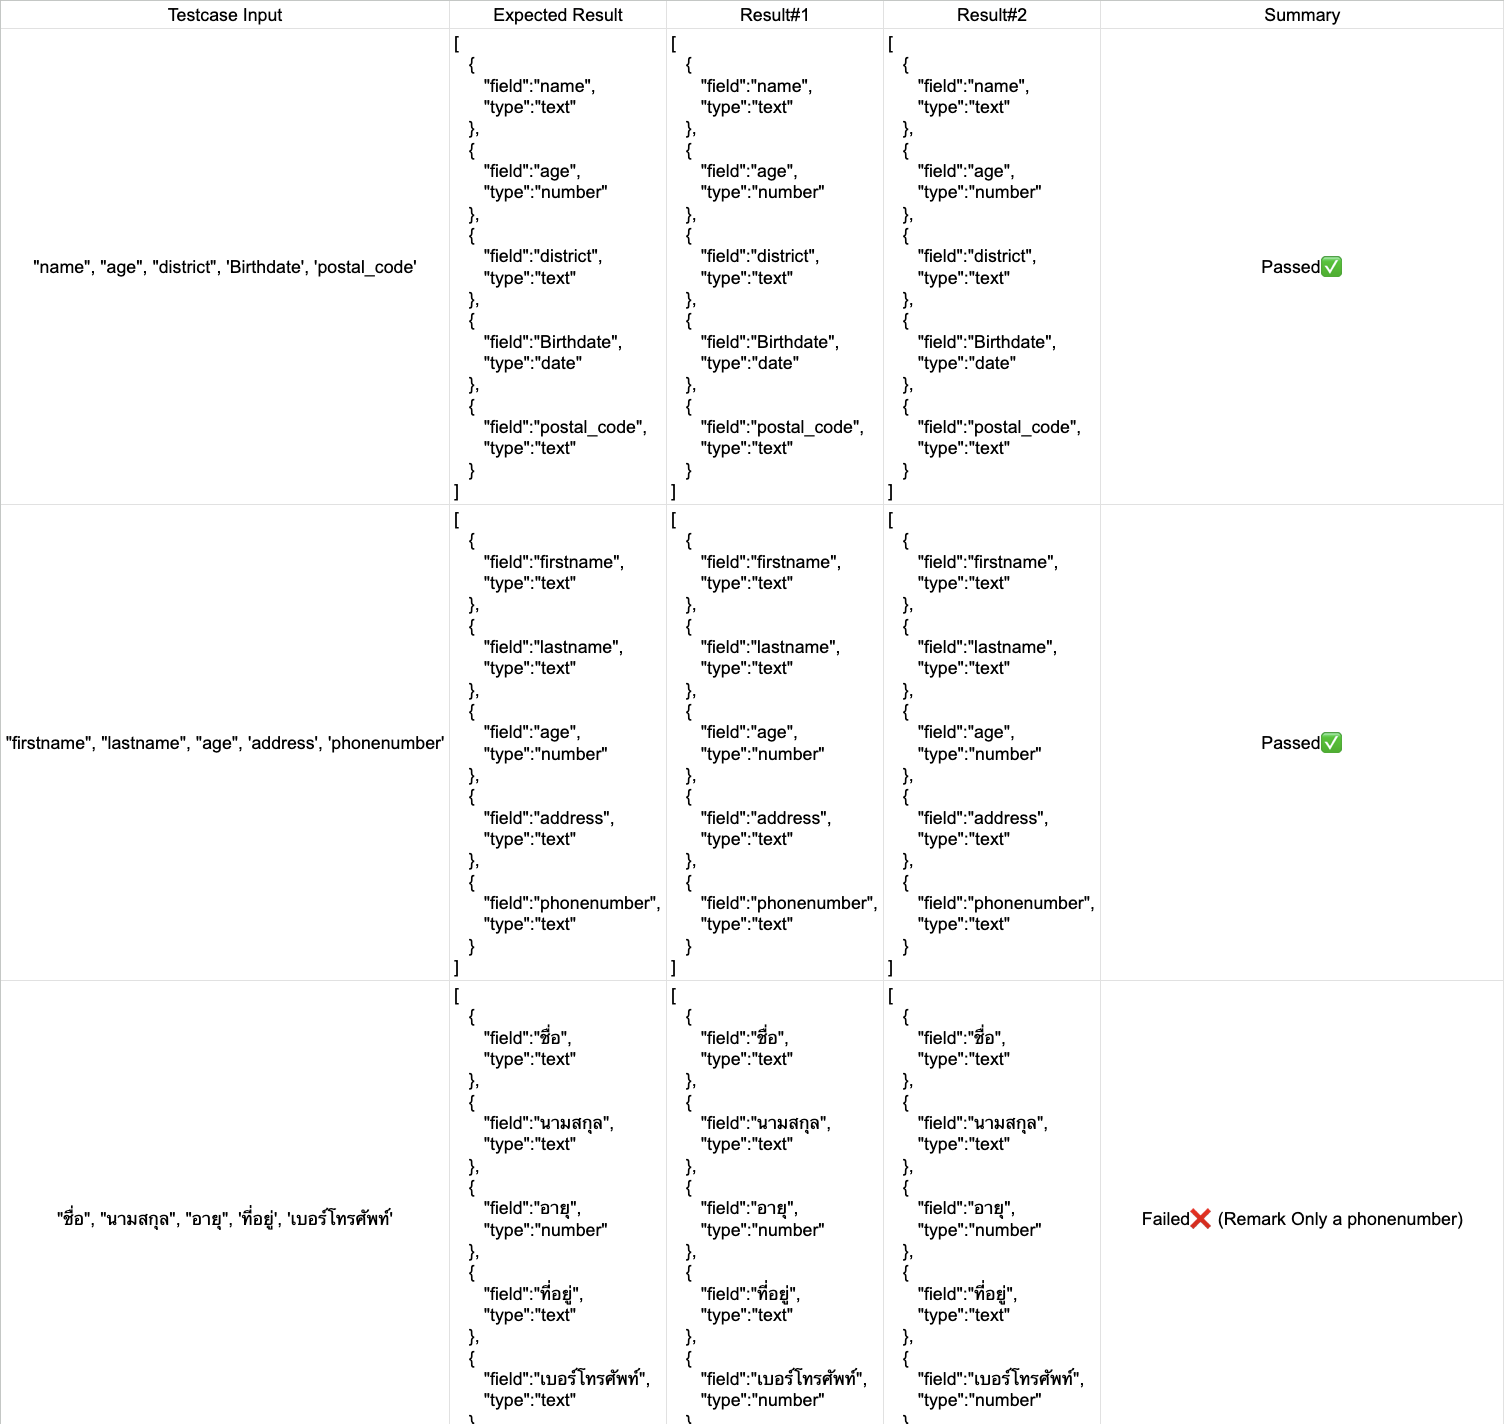 Testcase Input
Expected Result
Result#1
Result#2
Summary
"name", "age", "district", 'Birthdate', 'postal_code'
[
{
"field":"name",
"type":"text"
},
{
"field":"age",
"type":"number"
},
{
"field":"district",
"type":"text"
},
{
"field":"Birthdate",
"type":"date"
},
{
"field":"postal_code",
"type":"text"
}
]
[
{
"field":"name",
"type":"text"
},
{
"field":"age",
"type":"number"
},
{
"field":"district",
"type":"text"
},
{
"field":"Birthdate",
"type":"date"
},
{
"field":"postal_code",
"type":"text"
}
]
[
{
"field":"name",
"type":"text"
},
{
"field":"age",
"type":"number"
},
{
"field":"district",
"type":"text"
},
{
"field":"Birthdate",
"type":"date"
},
{
"field":"postal_code",
"type":"text"
}
]
Passed✅
"firstname", "lastname", "age", 'address', 'phonenumber'
[
{
"field":"firstname",
"type":"text"
},
{
"field":"lastname",
"type":"text"
},
{
"field":"age",
"type":"number"
},
{
"field":"address",
"type":"text"
},
{
"field":"phonenumber",
"type":"text"
}
]
[
{
"field":"firstname",
"type":"text"
},
{
"field":"lastname",
"type":"text"
},
{
"field":"age",
"type":"number"
},
{
"field":"address",
"type":"text"
},
{
"field":"phonenumber",
"type":"text"
}
]
[
{
"field":"firstname",
"type":"text"
},
{
"field":"lastname",
"type":"text"
},
{
"field":"age",
"type":"number"
},
{
"field":"address",
"type":"text"
},
{
"field":"phonenumber",
"type":"text"
}
]
Passed✅
"ชื่อ", "นามสกุล", "อายุ", 'ที่อยู่', 'เบอร์โทรศัพท์'
[
{
"field":"ชื่อ",
"type":"text"
},
{
"field":"นามสกุล",
"type":"text"
},
{
"field":"อายุ",
"type":"number"
},
{
"field":"ที่อยู่",
"type":"text"
},
{
"field":"เบอร์โทรศัพท์",
"type":"text"
}
[
{
"field":"ชื่อ",
"type":"text"
},
{
"field":"นามสกุล",
"type":"text"
},
{
"field":"อายุ",
"type":"number"
},
{
"field":"ที่อยู่",
"type":"text"
},
{
"field":"เบอร์โทรศัพท์",
"type":"number"
}
[
{
"field":"ชื่อ",
"type":"text"
},
{
"field":"นามสกุล",
"type":"text"
},
{
"field":"อายุ",
"type":"number"
},
{
"field":"ที่อยู่",
"type":"text"
},
{
"field":"เบอร์โทรศัพท์",
"type":"number"
}
Failed❌ (Remark Only a phonenumber)